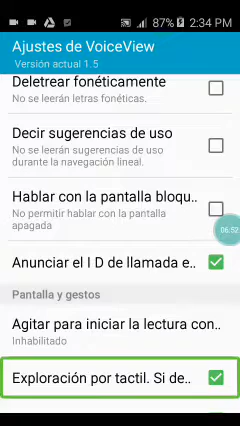 87% 2:34 PM
Ajustes de VoiceView
Versión actual 1.5
Deletrear fonéticamente
No se leerán letras fonéticas.
Decir sugerencias de uso
No se leerán sugerencias de uso
durante la navegación lineal.
Hablar con la pantalla bloqu..
No permitir hablar con la pantalla
apagada
06:52
Anunciar el I D de llamada e..
Pantalla y gestos
Agitar para iniciar la lectura con..
Inhabilitado
Exploración por tactil. Si de..